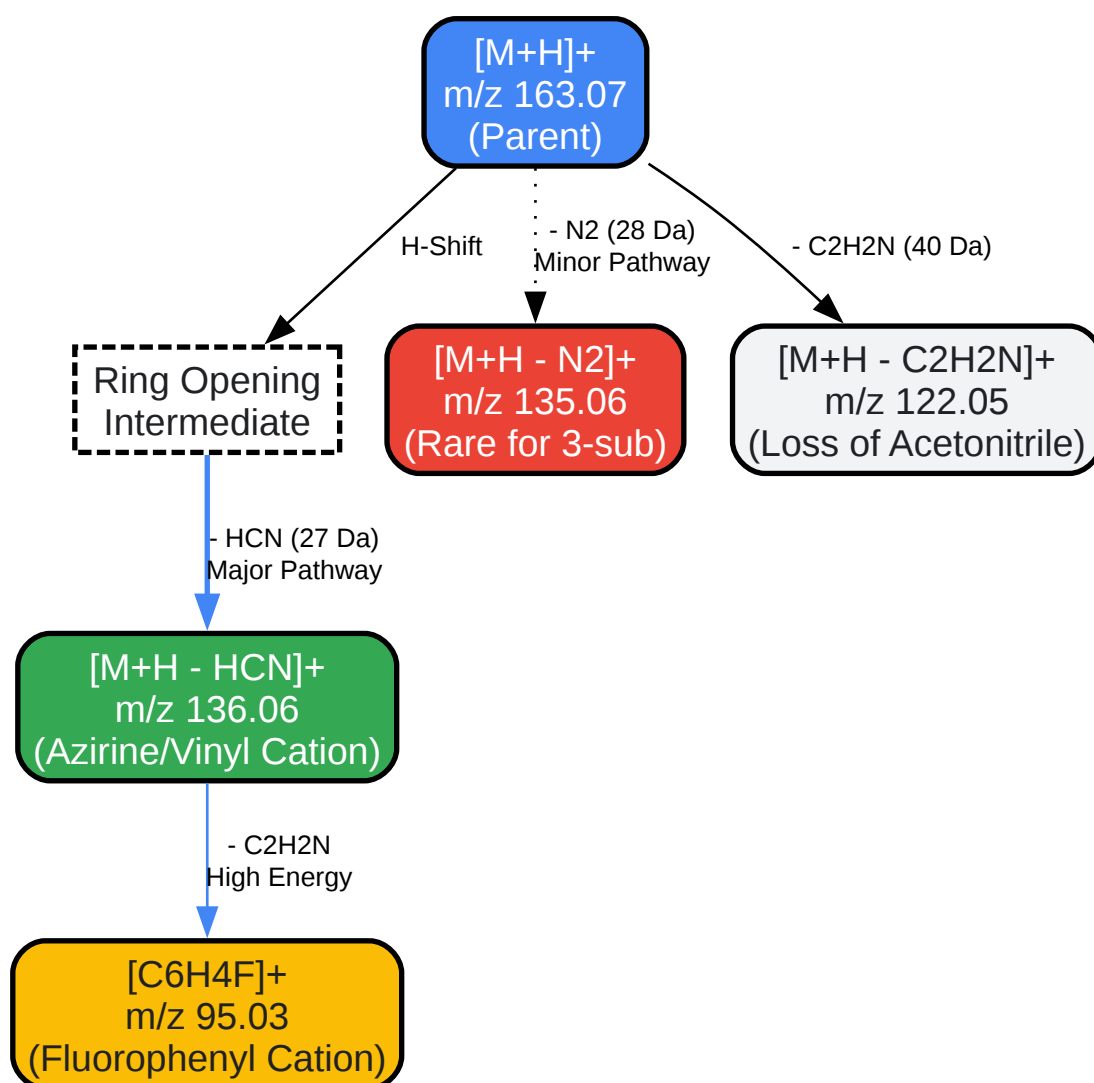 [M+H]+
m/z 163.07
(Parent)
H-Shift
- N2 (28 Da)
Minor Pathway
- C2H2N (40 Da)
Ring Opening
Intermediate
[M+H - N2]+
m/z 135.06
(Rare for 3-sub)
[M+H - C2H2N]+
m/z 122.05
(Loss of Acetonitrile)
- HCN (27 Da)
Major Pathway
[M+H - HCN]+
m/z 136.06
(Azirine/Vinyl Cation)
- C2H2N
High Energy
[C6H4F]+
m/z 95.03
(Fluorophenyl Cation)